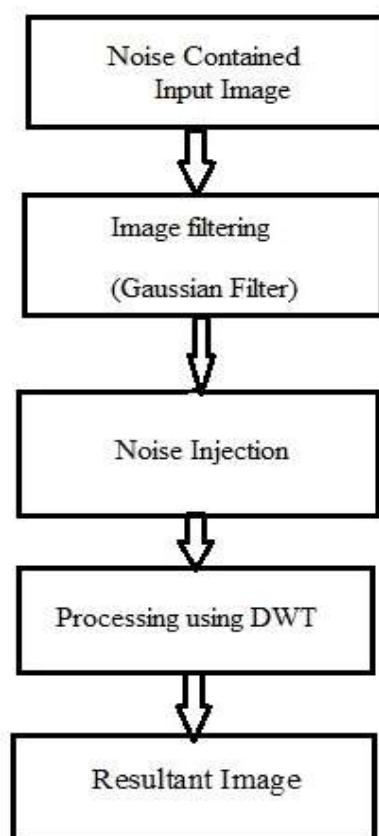 Noise Contained
Input Image
Image filtering
(Gaussian Filter)
Noise Injection
Processing using DWT
Resultant Image